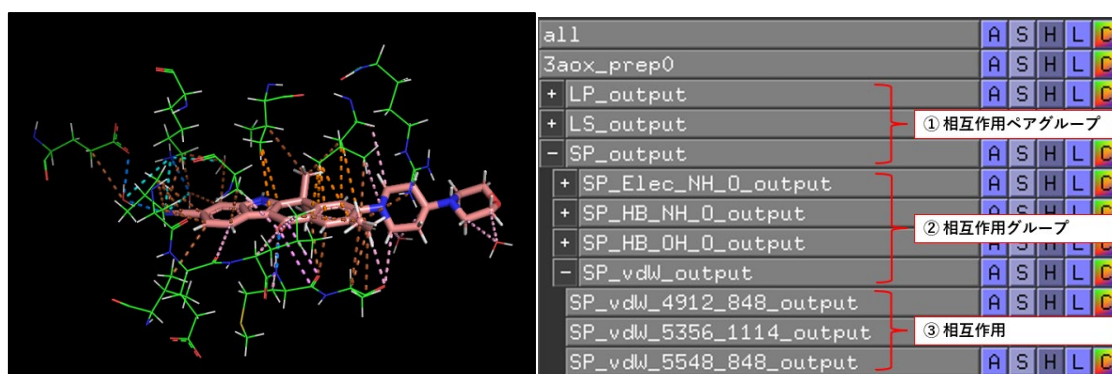 all A S H L C
3aox_prep0 A S H L C
+ LP_output A S H L C
+ LS_output
① 相互作用ペアグループ
- SP_output A S H L C
+ SP_Elec_NH_O_output A S H L C
+ SP_HB_NH_O_output
② 相互作用グループ
+ SP_HB_OH_O_output A S H L C
- SP_vdW_output A S H L C
SP_vdW_4912_848_output A S H L C
SP_vdW_5356_1114_output
③ 相互作用
SP_vdW_5548_848_output A S H L C